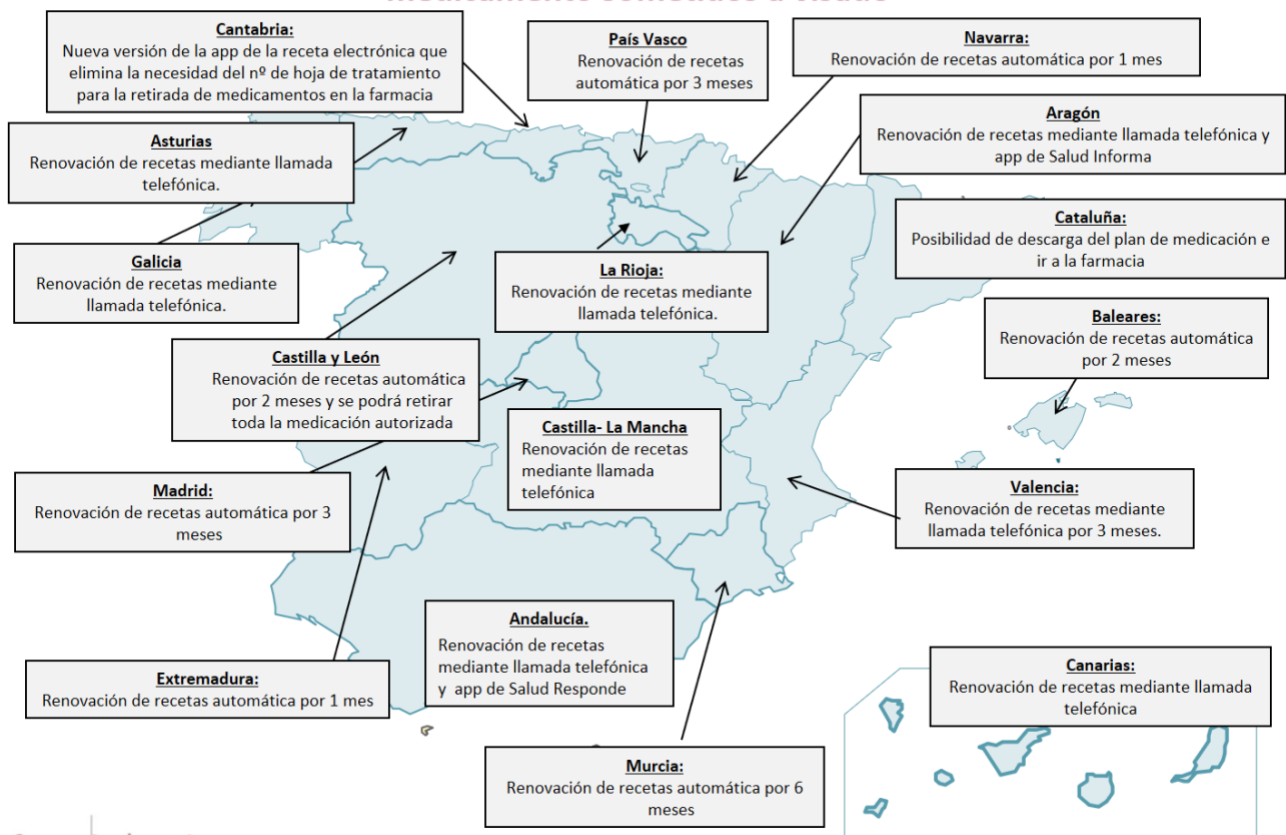 medicamento sometidos a visado
Cantabria:
Nueva versión de la app de la receta electrónica que
elimina la necesidad del nº de hoja de tratamiento
para la retirada de medicamentos en la farmacia
País Vasco
Renovación de recetas
automática por 3 meses
Navarra:
Renovación de recetas automática por 1 mes
Asturias
Renovación de recetas mediante llamada
telefónica.
Aragón
Renovación de recetas mediante llamada telefónica y
app de Salud Informa
Galicia
Renovación de recetas mediante
llamada telefónica.
La Rioja:
Renovación de recetas mediante
llamada telefónica.
Cataluña:
Posibilidad de descarga del plan de medicación e
ir a la farmacia
Baleares:
Renovación de recetas automática
por 2 meses
Castilla y León
Renovación de recetas automática
por 2 meses y se podrá retirar
toda la medicación autorizada
Castilla- La Mancha
Renovación de recetas
mediante llamada
telefónica
Madrid:
Renovación de recetas automática por 3
meses
Valencia:
Renovación de recetas mediante
llamada telefónica por 3 meses.
Andalucía.
Renovación de recetas
mediante llamada telefónica
y app de Salud Responde
Extremadura:
Renovación de recetas automática por 1 mes
Canarias:
Renovación de recetas mediante llamada
telefónica
Murcia:
Renovación de recetas automática por 6
meses